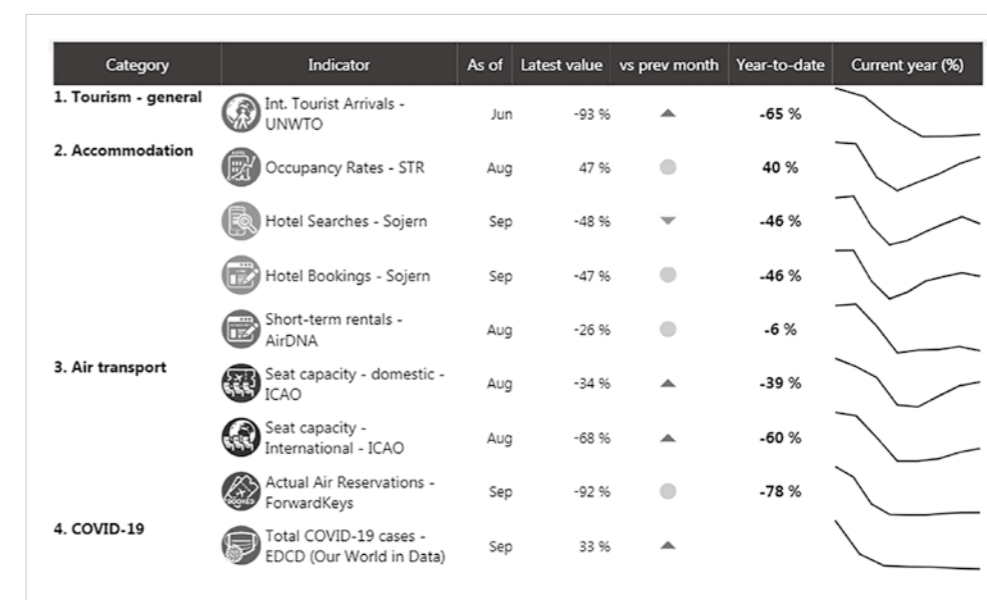 Category Indicator As of Latest value vs prev month Year-to-date Current year (%)
1. Tourism - general
Int. Tourist Arrivals -
UNWTO
Jun -93 % -65 %
2. Accommodation
Occupancy Rates - STR Aug 47 % 40 %
Hotel Searches - Sojern Sep -48 % -46 %
Hotel Bookings - Sojern Sep -47 % -46 %
Short-term rentals -
AirDNA
Aug -26 % -6 %
3. Air transport
Seat capacity - domestic -
ICAO
Aug -34 % -39 %
Seat capacity -
International - ICAO
Aug -68 % -60 %
Actual Air Reservations -
ForwardKeys
Sep -92 % -78 %
4. COVID-19
Total COVID-19 cases -
EDCD (Our World in Data)
Sep 33 %